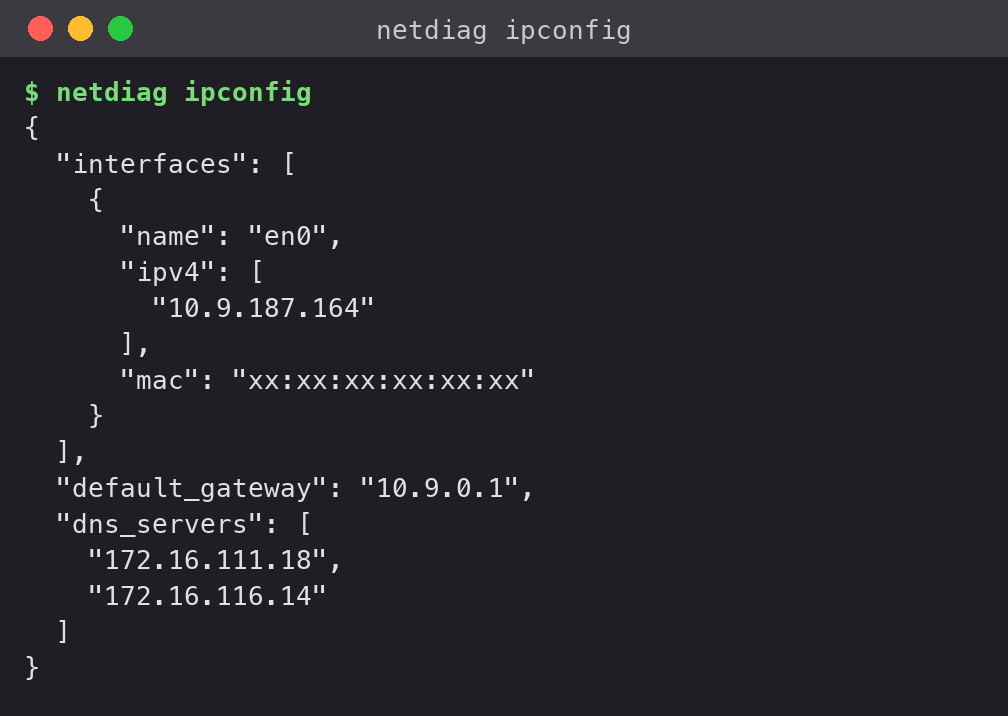 netdiag ipconfig
$ netdiag ipconfig
{
  "interfaces": [
    {
      "name": "en0",
      "ipv4": [
        "10.9.187.164"
      ],
      "mac": "xx:xx:xx:xx:xx:xx"
    }
  ],
  "default_gateway": "10.9.0.1",
  "dns_servers": [
    "172.16.111.18",
    "172.16.116.14"
  ]
}